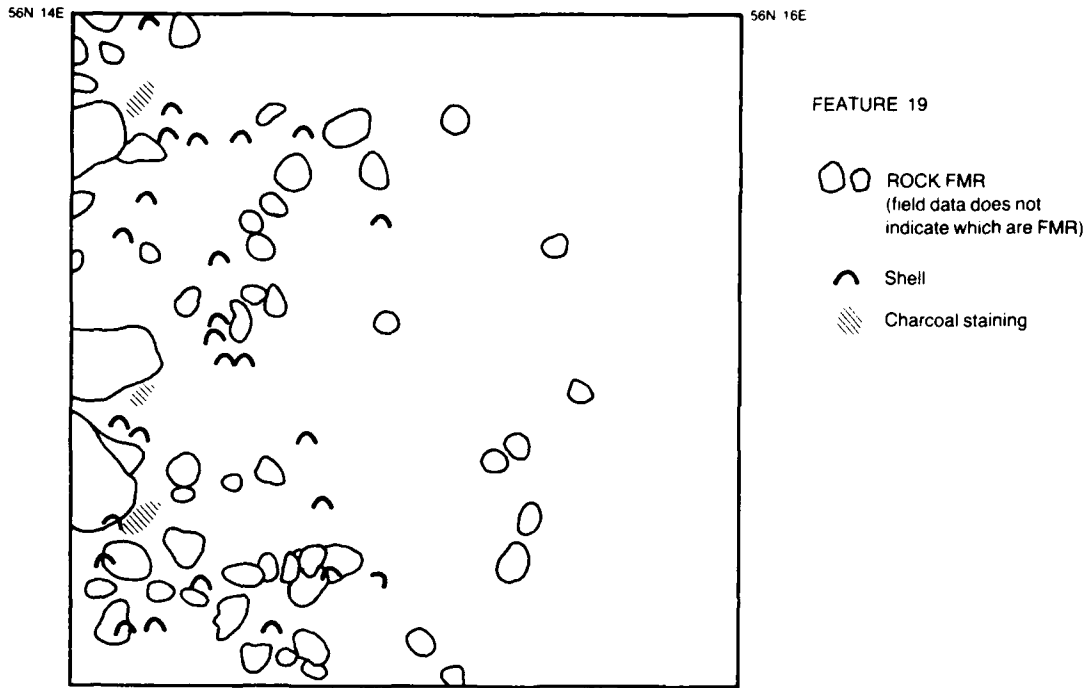 56N 14E
56N 16E
FEATURE 19
ROCK FMR
(field data does not
indicate which are FMR)
Shell
Charcoal staining